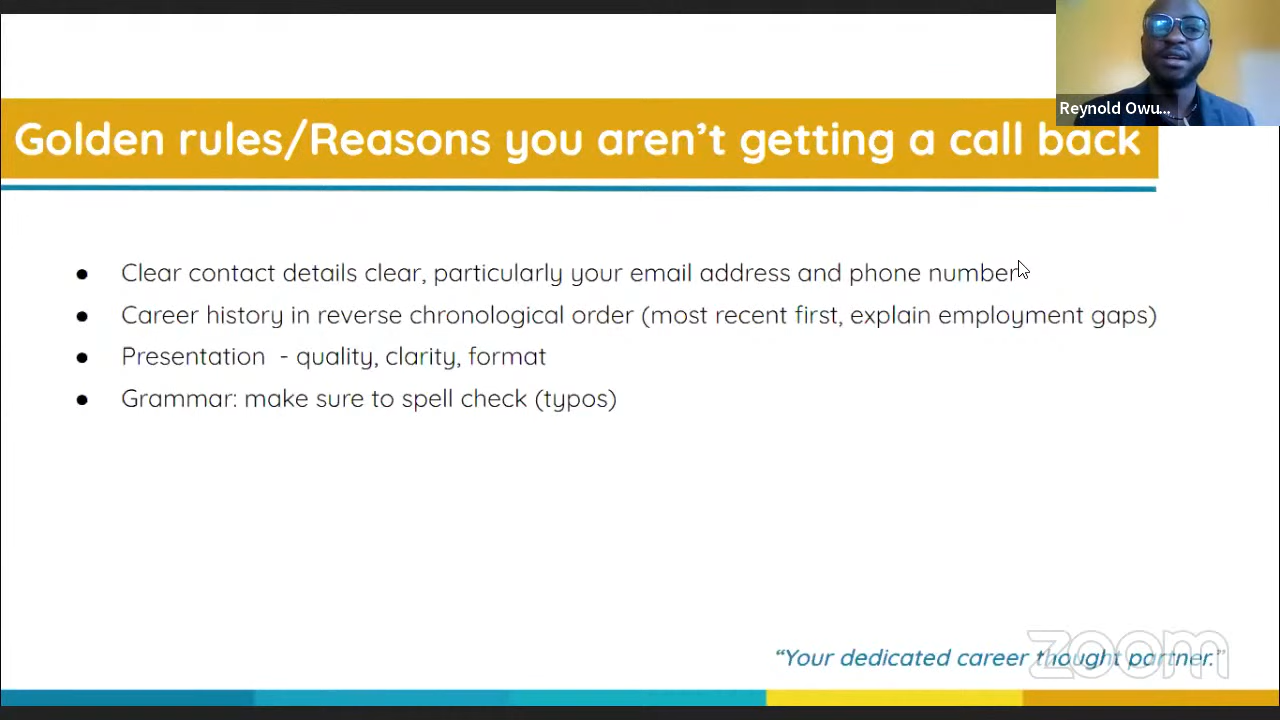 Reynold Owu...
Golden rules/Reasons you aren't getting a call back
● Clear contact details clear, particularly your email address and phone number
● Career history in reverse chronological order (most recent first, explain employment gaps)
● Presentation - quality, clarity, format
● Grammar: make sure to spell check (typos)
“Your dedicated career thought partner.”
zoom